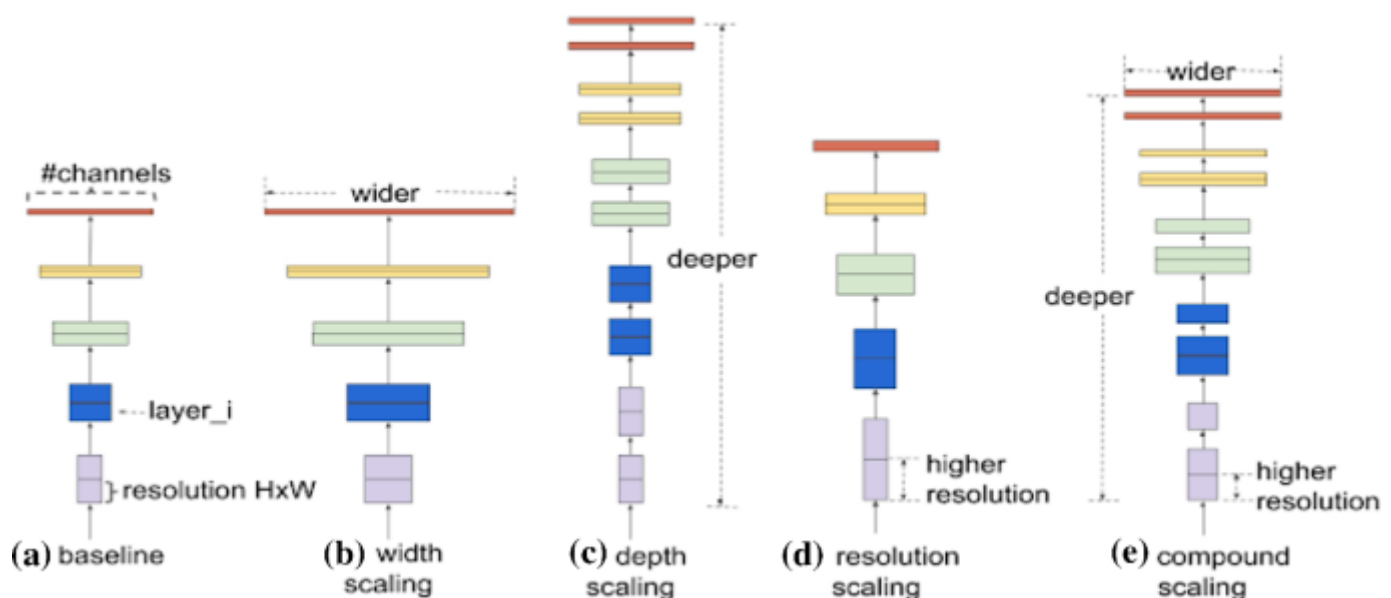 #channels
layer_i
resolution HxW
(a) baseline
wider
(b) width
scaling
deeper
(c) depth
scaling
higher
resolution
(d) resolution
scaling
wider
deeper
higher
resolution
(e) compound
scaling